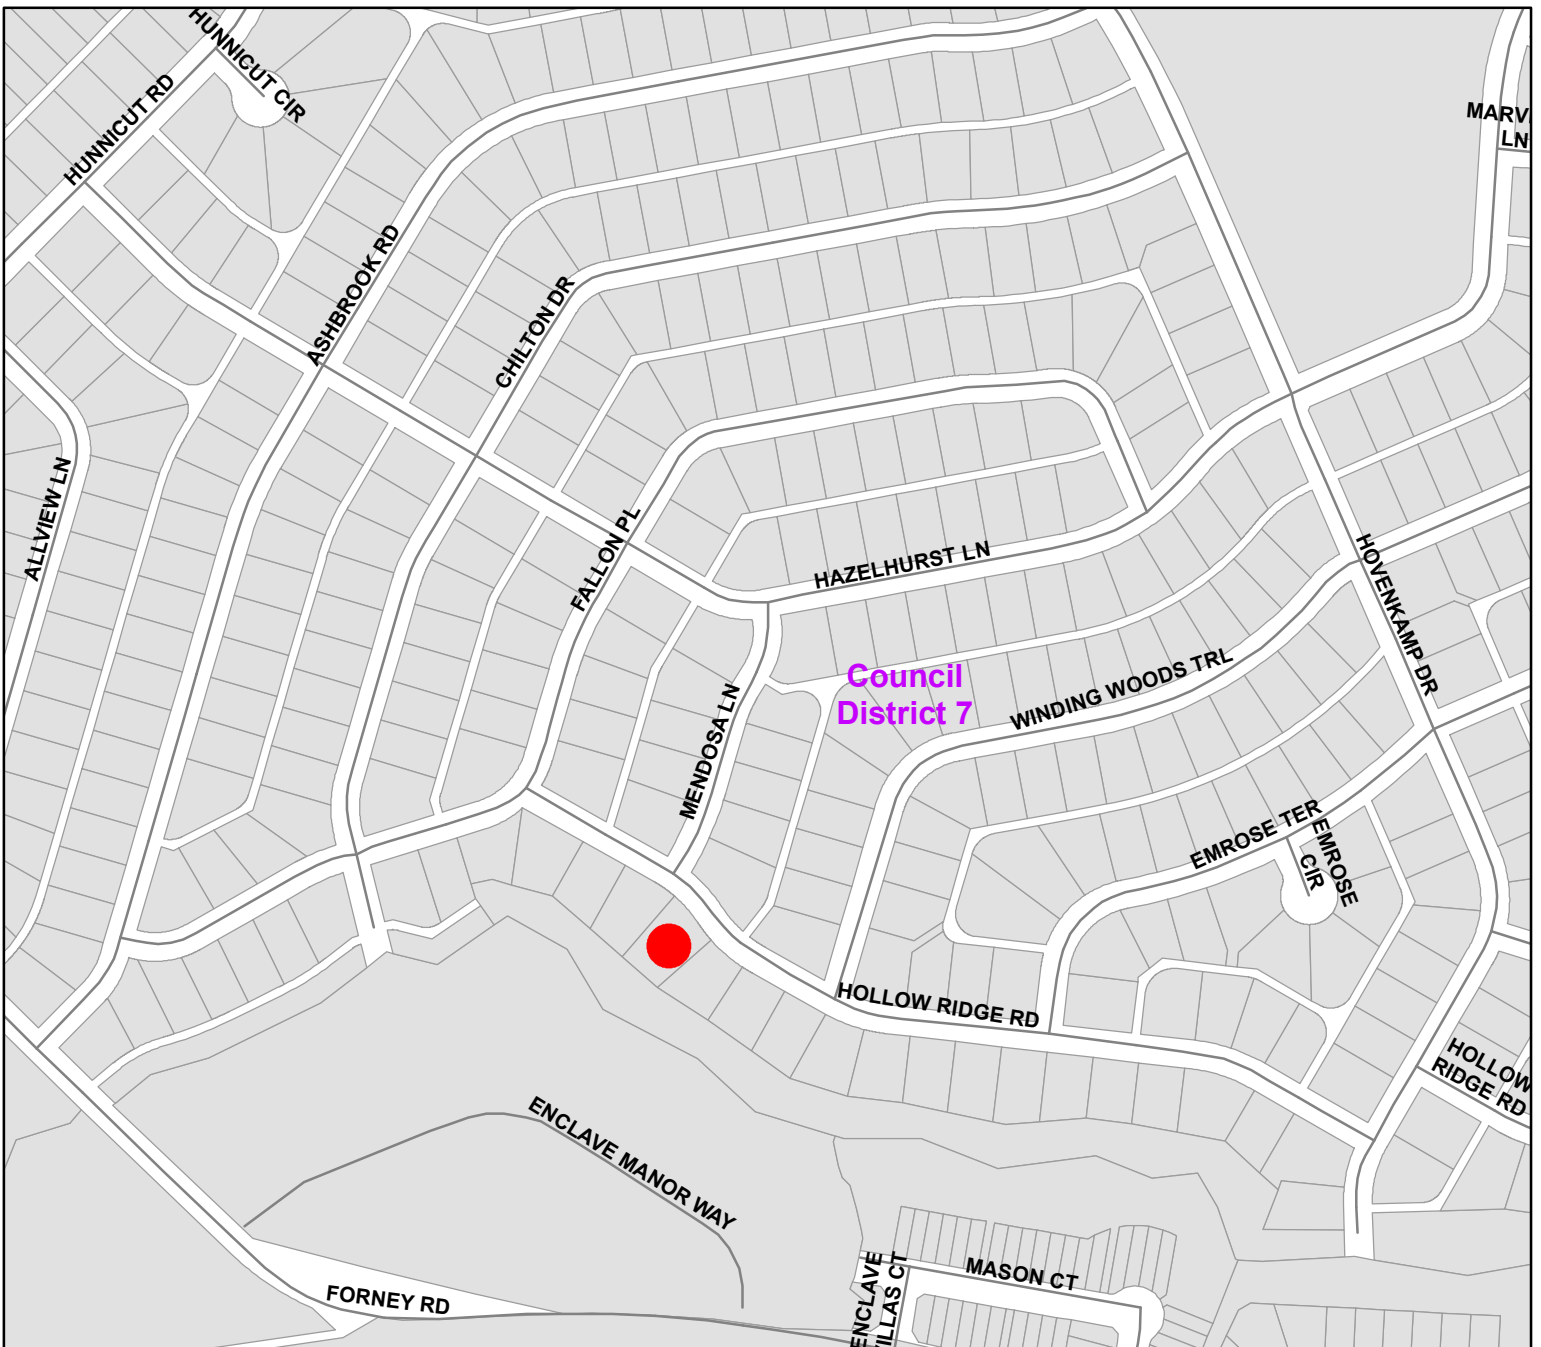 HUNNICUT CIR
HUNNICUT RD
MARV
LN
ASHBROOK RD
CHILTON DR
ALLVIEW LN
FALLON PL
HAZELHURST LN
HOVENKAMP DR
Council
District 7
WINDING WOODS TRL
MENDOSA LN
EMROSE TER
EMROSE
CIR
HOLLOW RIDGE RD
HOLLOW
RIDGE RD
ENCLAVE MANOR WAY
FORNEY RD
ENCLAVE
VILLAS CT
MASON CT